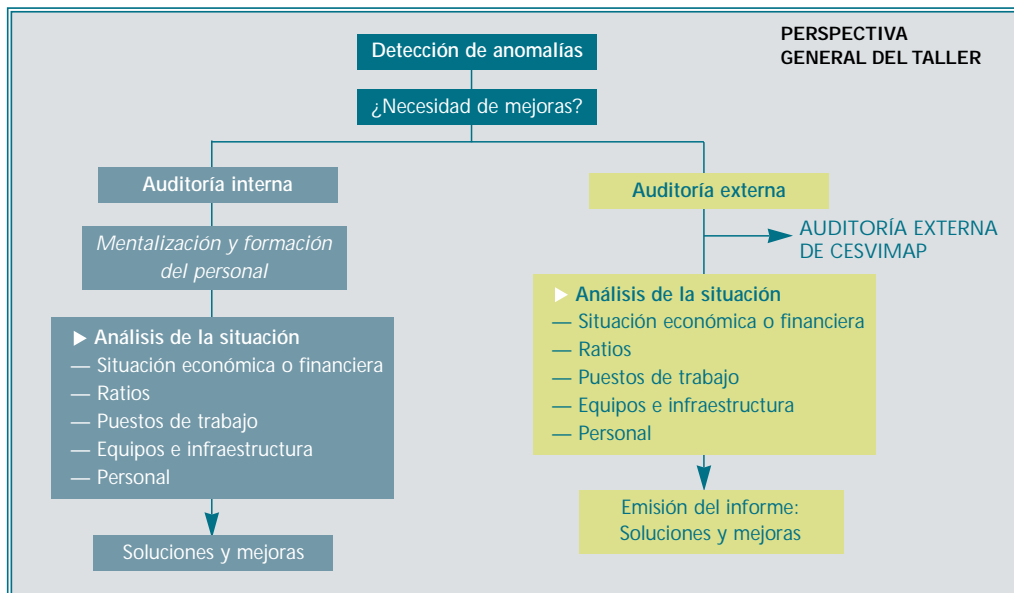 PERSPECTIVA
GENERAL DEL TALLER
Detección de anomalías
¿Necesidad de mejoras?
Auditoría interna
Mentalización y formación
del personal
▶ Análisis de la situación
— Situación económica o financiera
— Ratios
— Puestos de trabajo
— Equipos e infraestructura
— Personal
Soluciones y mejoras
Auditoría externa
AUDITORÍA EXTERNA
DE CESVIMAP
▶ Análisis de la situación
— Situación económica o financiera
— Ratios
— Puestos de trabajo
— Equipos e infraestructura
— Personal
Emisión del informe:
Soluciones y mejoras